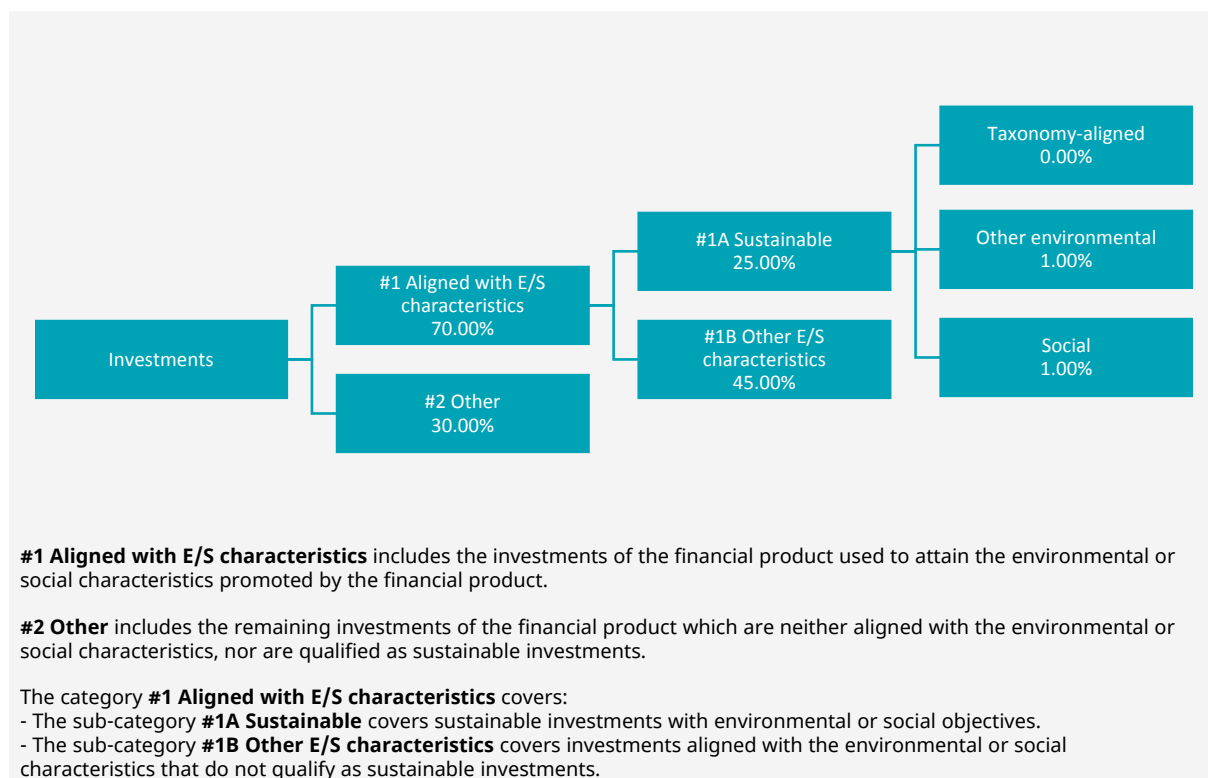 Investments
#1 Aligned with E/S
characteristics
70.00%
#2 Other
30.00%
#1A Sustainable
25.00%
#1B Other E/S
characteristics
45.00%
Taxonomy-aligned
0.00%
Other environmental
1.00%
Social
1.00%
#1 Aligned with E/S characteristics includes the investments of the financial product used to attain the environmental or
social characteristics promoted by the financial product.
#2 Other includes the remaining investments of the financial product which are neither aligned with the environmental or
social characteristics, nor are qualified as sustainable investments.
The category #1 Aligned with E/S characteristics covers:
- The sub-category #1A Sustainable covers sustainable investments with environmental or social objectives.
- The sub-category #1B Other E/S characteristics covers investments aligned with the environmental or social
characteristics that do not qualify as sustainable investments.